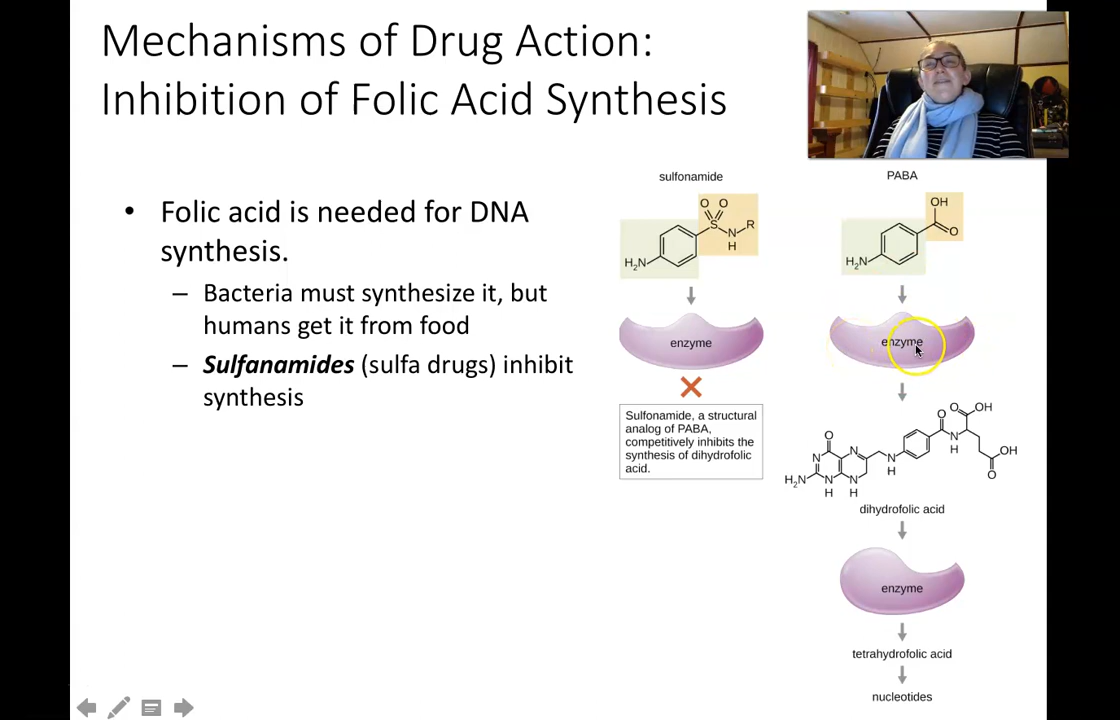 Mechanisms of Drug Action:
Inhibition of Folic Acid Synthesis
• Folic acid is needed for DNA
synthesis.
– Bacteria must synthesize it, but
humans get it from food
– Sulfanamides (sulfa drugs) inhibit
synthesis
sulfonamide
O O
S
N
R
H
H₂N
enzyme
Sulfonamide, a structural
analog of PABA,
competitively inhibits the
synthesis of dihydrofolic
acid.
PABA
OH
O
H₂N
enzyme
O
OH
O
O
N
H
OH
O
N
N
N
H
H₂N
N
H
N
H
dihydrofolic acid
enzyme
tetrahydrofolic acid
nucleotides